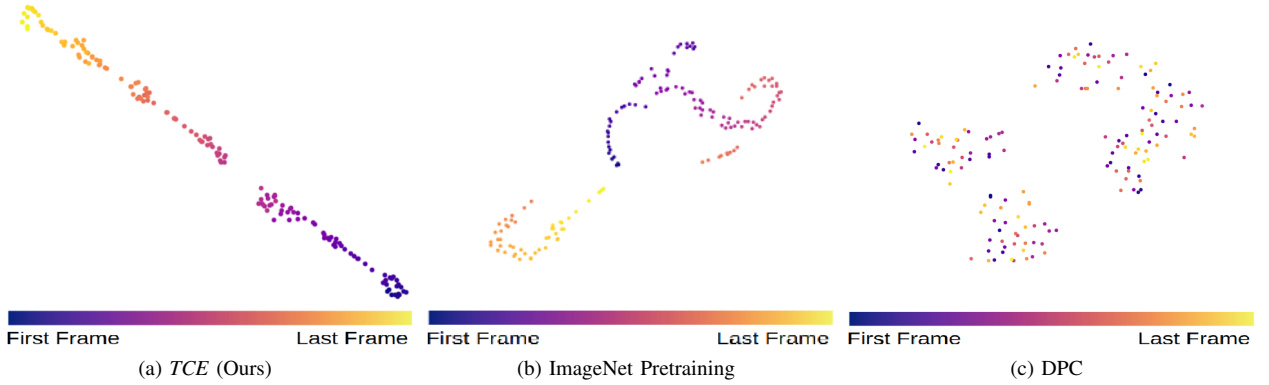 First Frame Last Frame First Frame Last Frame First Frame Last Frame
(a) TCE (Ours) (b) ImageNet Pretraining (c) DPC